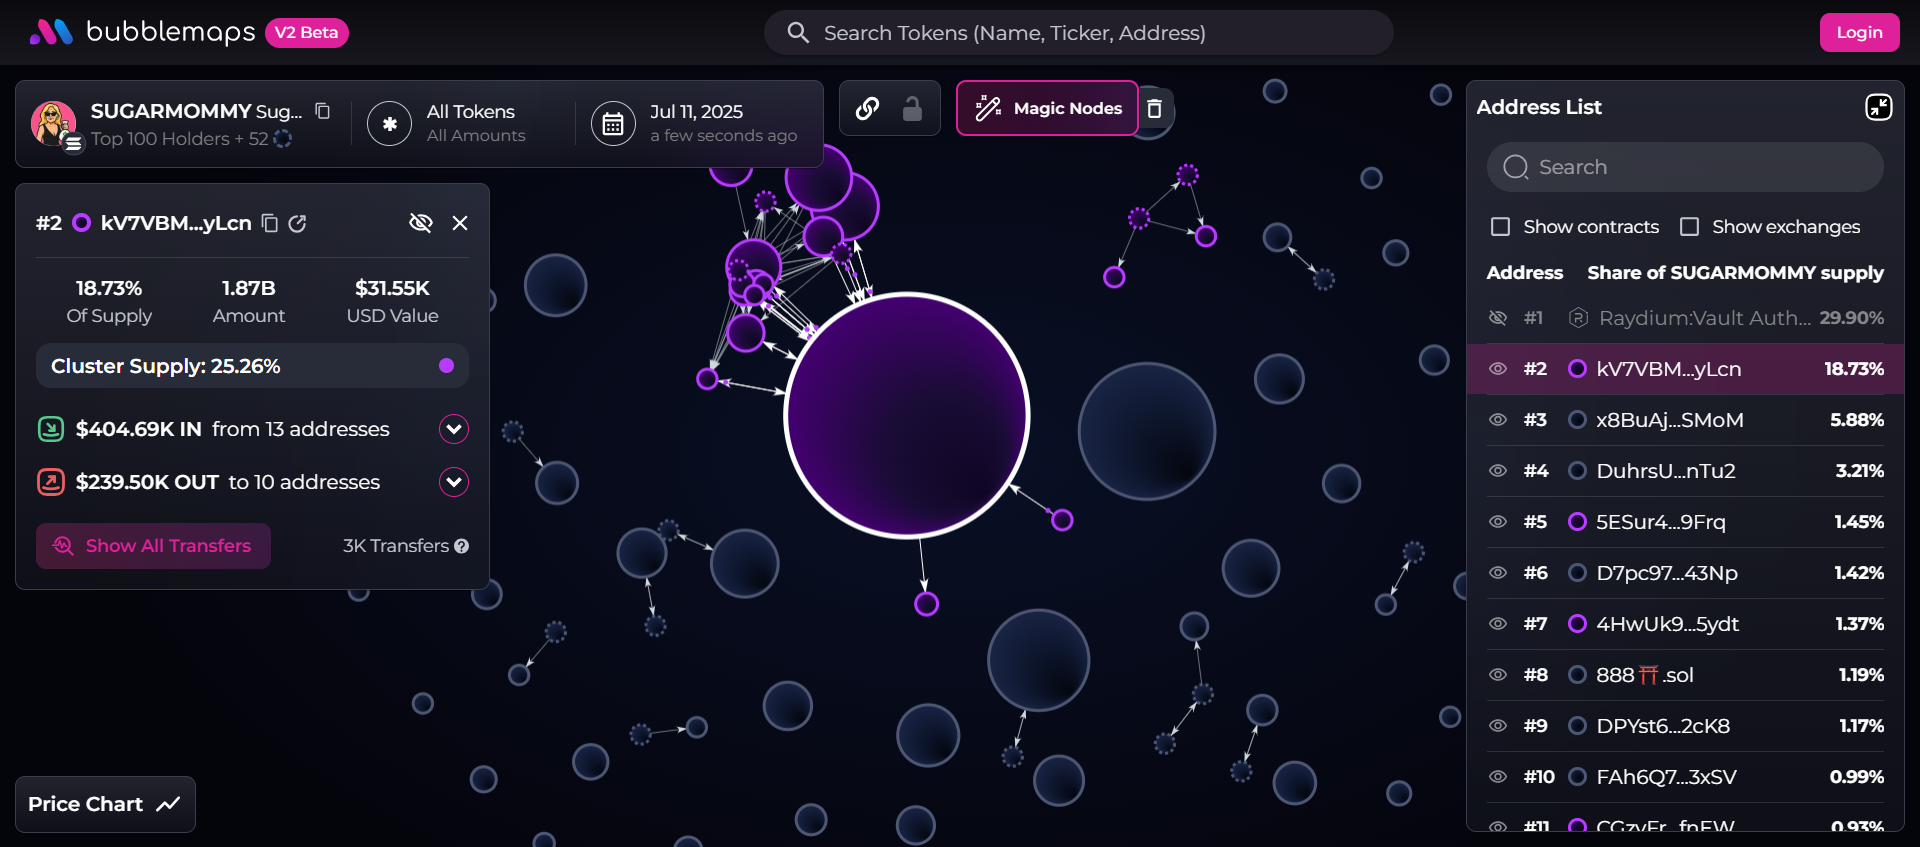 bubblemaps V2 Beta
Search Tokens (Name, Ticker, Address)
Login
SUGARMOMMY Sug...
Top 100 Holders + 52
All Tokens
All Amounts
Jul 11, 2025
a few seconds ago
Magic Nodes
#2 kV7VBM...yLcn
18.73% 1.87B $31.55K
Of Supply Amount USD Value
Cluster Supply: 25.26%
$404.69K IN from 13 addresses
$239.50K OUT to 10 addresses
Show All Transfers 3K Transfers ?
Price Chart
Address List
Search
Show contracts Show exchanges
Address Share of SUGARMOMMY supply
#1 Raydium:Vault Auth... 29.90%
#2 kV7VBM...yLcn 18.73%
#3 x8BuAj...SMoM 5.88%
#4 DuhrsU...nTu2 3.21%
#5 5ESur4...9Frq 1.45%
#6 D7pc97...43Np 1.42%
#7 4HwUk9...5ydt 1.37%
#8 888⛩️.sol 1.19%
#9 DPYst6...2cK8 1.17%
#10 FAh6Q7...3xSV 0.99%
#11 0.93%